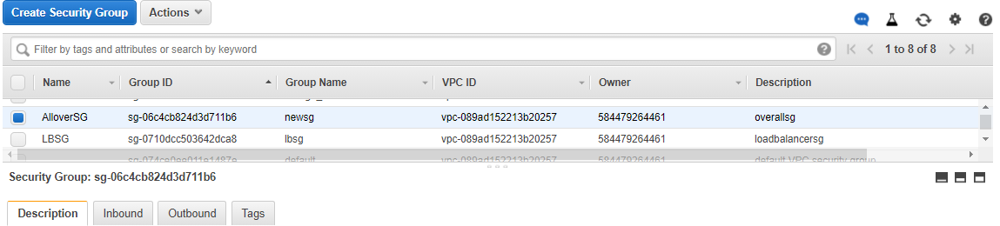 Create Security Group Actions
Filter by tags and attributes or search by keyword 1 to 8 of 8
Name Group ID Group Name VPC ID Owner Description
AlloverSG sg-06c4cb824d3d711b6 newsg vpc-089ad152213b20257 584479264461 overallsg
LBSG sg-0710dcc503642dca8 lbsg vpc-089ad152213b20257 584479264461 loadbalancersg
sg-074ce0ee011e1487e default vpc-089ad152213b20257 584479264461 default VPC security group
Security Group: sg-06c4cb824d3d711b6
Description Inbound Outbound Tags